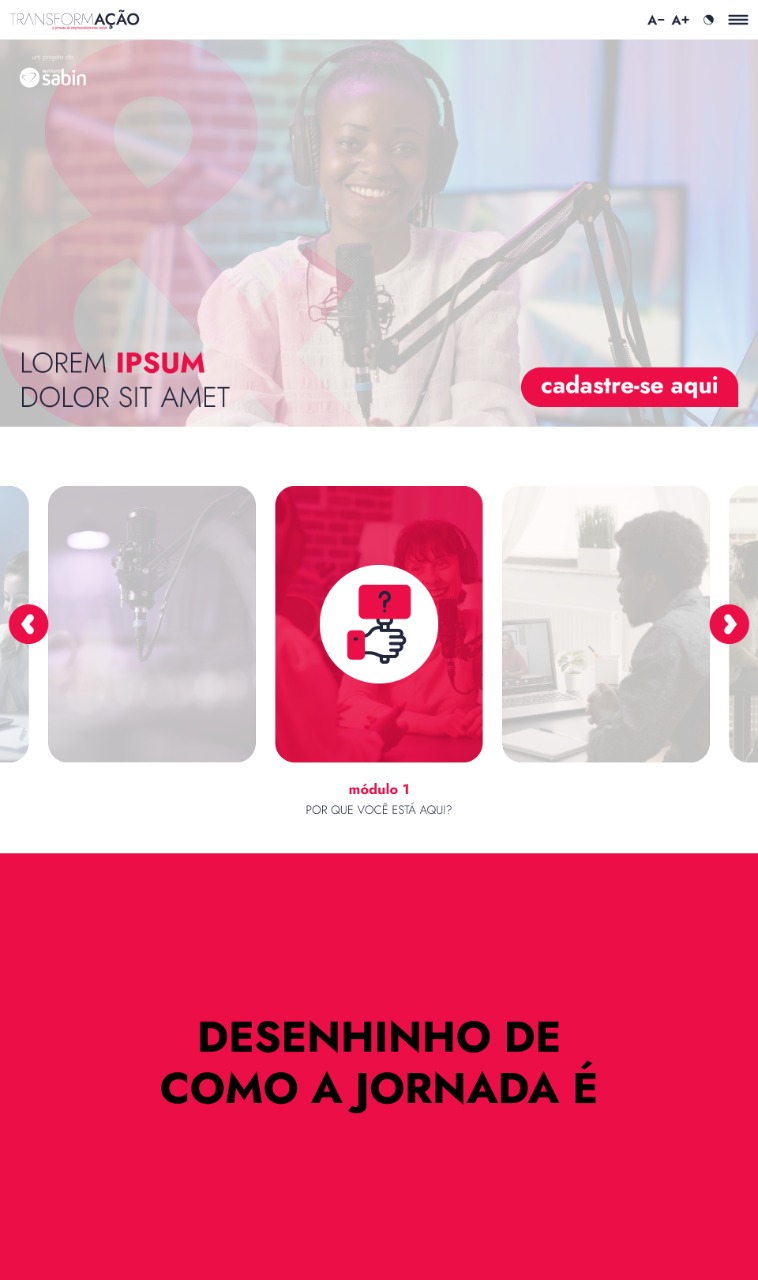 TRANSFORMAÇÃO
A- A+
um projeto do
sabin
&
LOREM IPSUM
DOLOR SIT AMET
cadastre-se aqui
?
módulo 1
POR QUE VOCÊ ESTÁ AQUI?
DESENHINHO DE
COMO A JORNADA É